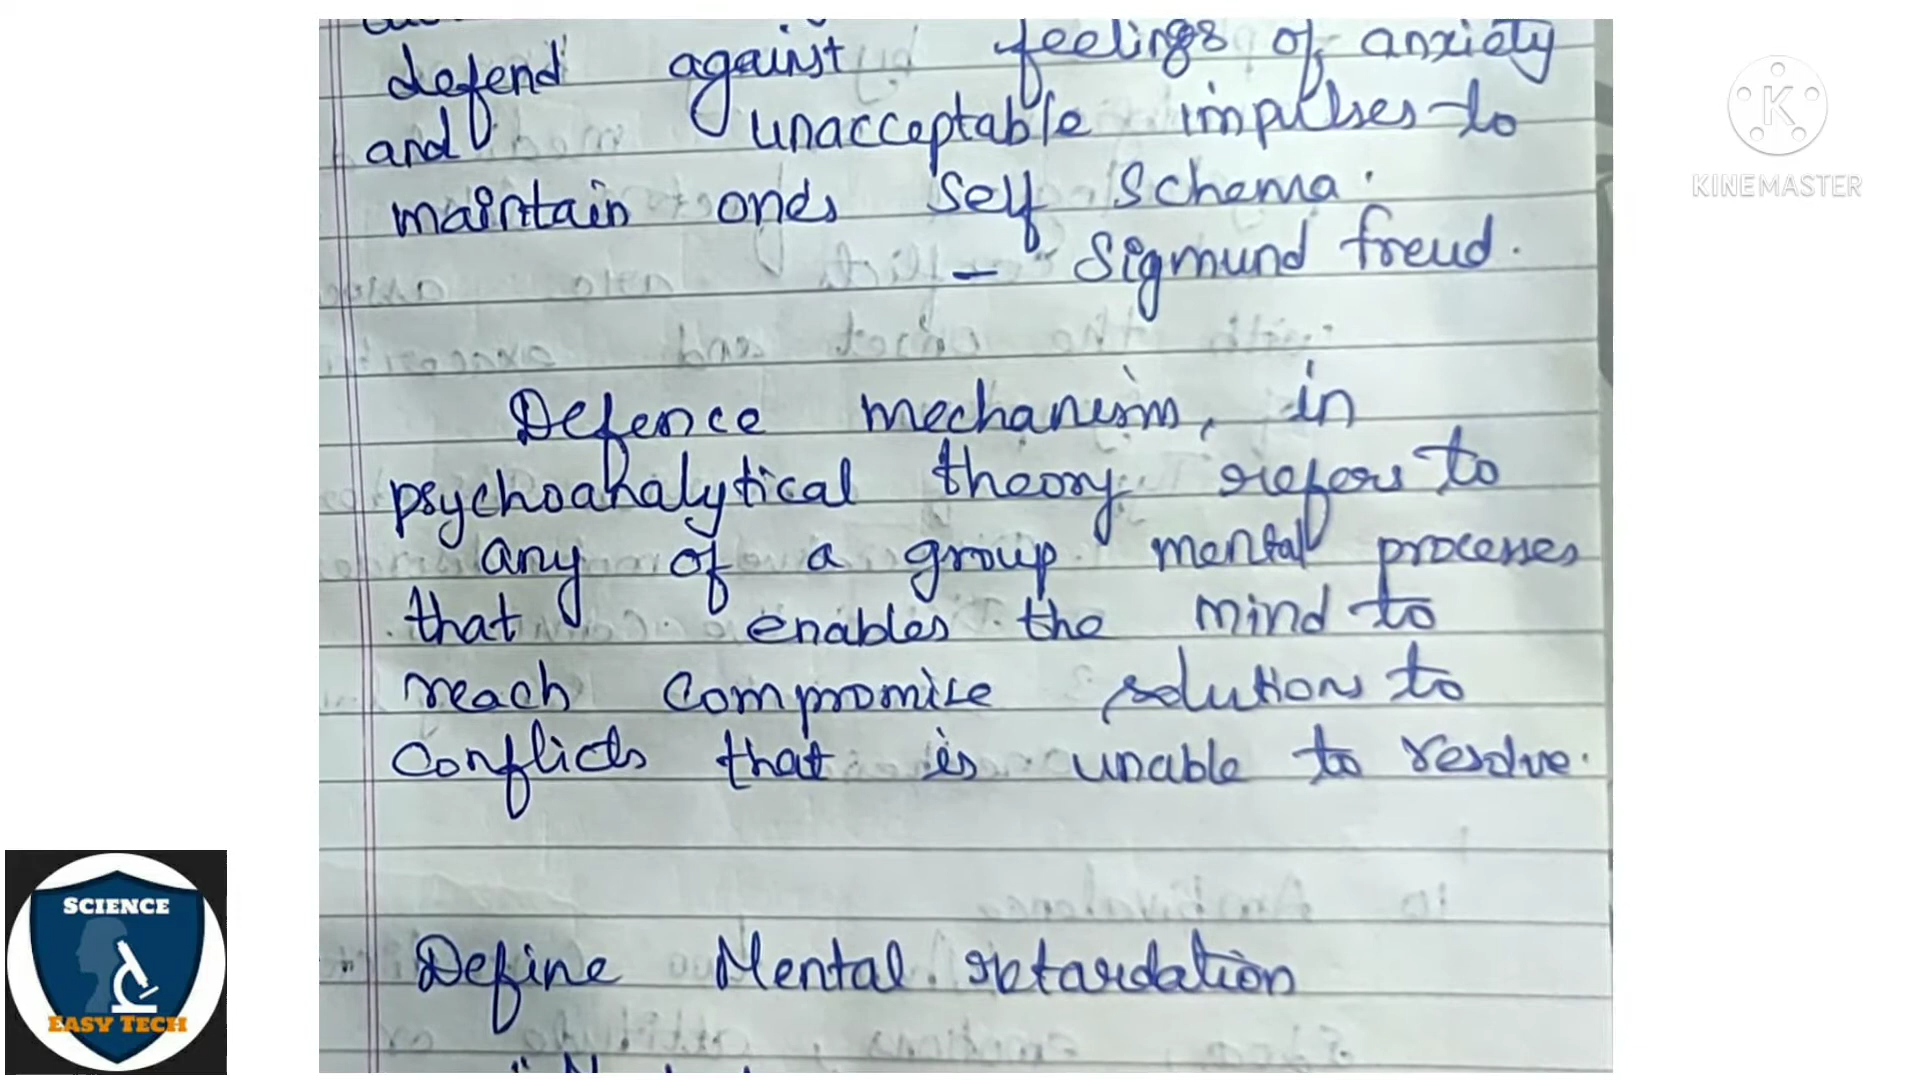 defend against feelings of anxiety
and unacceptable impulses to
maintain ones self schema.
- Sigmund freud.
Defence mechanism, in
psychoanalytical theory refers to
any of a group mental processes
that enables the mind to
reach compromise solutions to
conflicts that is unable to resolve.
Define Mental retardation
KINEMASTER
SCIENCE
EASY TECH